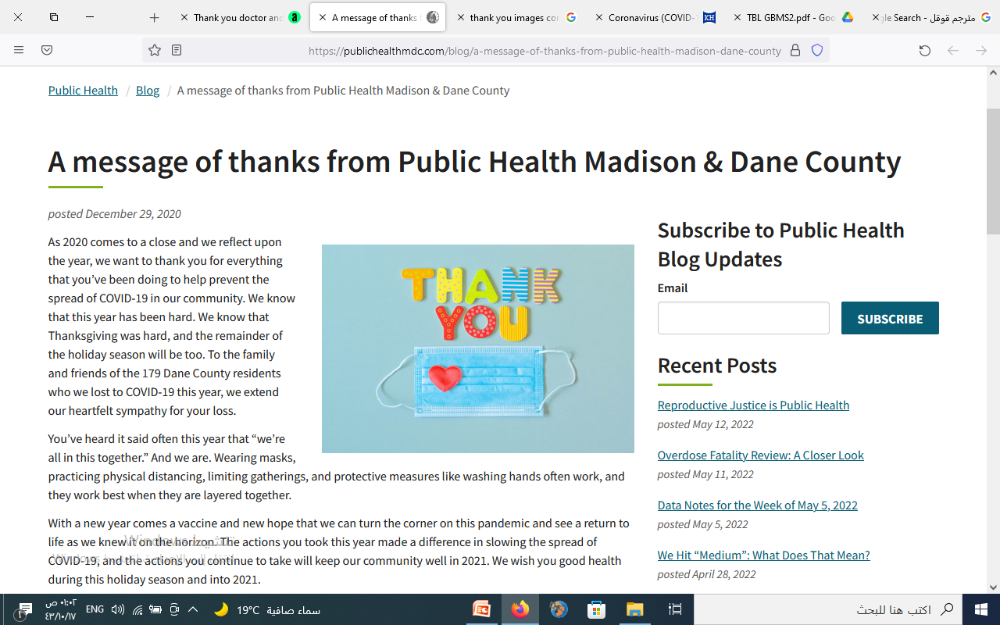 Thank you doctor and
A message of thanks f
thank you images co
Coronavirus (COVID-1
TBL GBMS2.pdf - Goo
gle Search - مترجم قوقل
https://publichealthmdc.com/blog/a-message-of-thanks-from-public-health-madison-dane-county
Public Health / Blog / A message of thanks from Public Health Madison & Dane County
A message of thanks from Public Health Madison & Dane County
posted December 29, 2020
As 2020 comes to a close and we reflect upon
the year, we want to thank you for everything
that you’ve been doing to help prevent the
spread of COVID-19 in our community. We know
that this year has been hard. We know that
Thanksgiving was hard, and the remainder of
the holiday season will be too. To the family
and friends of the 179 Dane County residents
who we lost to COVID-19 this year, we extend
our heartfelt sympathy for your loss.
THANK
YOU
You’ve heard it said often this year that “we’re
all in this together.” And we are. Wearing masks,
practicing physical distancing, limiting gatherings, and protective measures like washing hands often work, and
they work best when they are layered together.
With a new year comes a vaccine and new hope that we can turn the corner on this pandemic and see a return to
life as we knew it on the horizon. The actions you took this year made a difference in slowing the spread of
COVID-19, and the actions you continue to take will keep our community well in 2021. We wish you good health
during this holiday season and into 2021.
تنشيط Windows
Subscribe to Public Health
Blog Updates
Email
SUBSCRIBE
Recent Posts
Reproductive Justice is Public Health
posted May 12, 2022
Overdose Fatality Review: A Closer Look
posted May 11, 2022
Data Notes for the Week of May 5, 2022
posted May 5, 2022
We Hit “Medium”: What Does That Mean?
posted April 28, 2022
٠١:٠٢ ص
٤٣/١٠/١٧
١
ENG
19°C سماء صافية
اكتب هنا للبحث